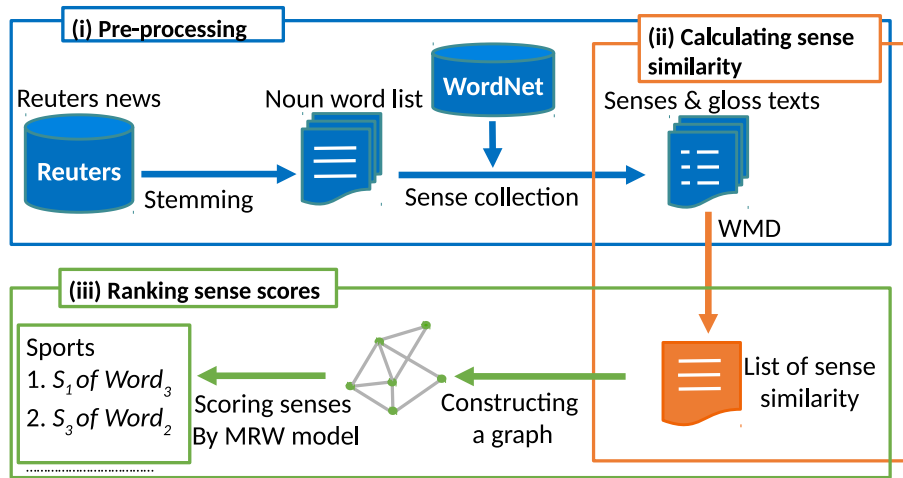 (i) Pre-processing
(ii) Calculating sense
similarity
Reuters news
Reuters
Stemming
Noun word list
WordNet
Sense collection
Senses & gloss texts
WMD
(iii) Ranking sense scores
Sports
1. S1 of Word3
2. S3 of Word2
................................
Scoring senses
By MRW model
Constructing
a graph
List of sense
similarity